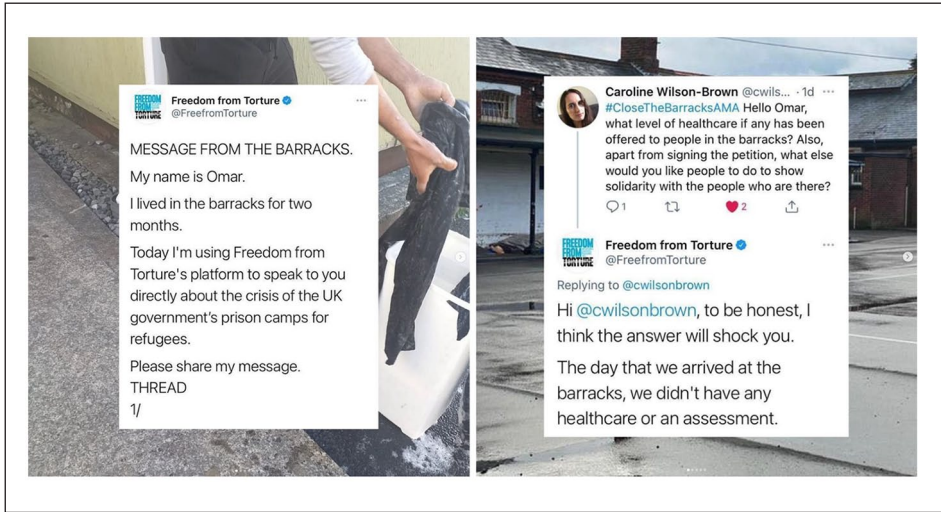 FREEDOM
FROM
TORTURE
Freedom from Torture
@FreefromTorture
MESSAGE FROM THE BARRACKS.
My name is Omar.
I lived in the barracks for two
months.
Today I'm using Freedom from
Torture's platform to speak to you
directly about the crisis of the UK
government's prison camps for
refugees.
Please share my message.
THREAD
1/
Caroline Wilson-Brown @cwils... · 1d
#CloseTheBarracksAMA Hello Omar,
what level of healthcare if any has been
offered to people in the barracks? Also,
apart from signing the petition, what else
would you like people to do to show
solidarity with the people who are there?
1 2
FREEDOM
FROM
TORTURE
Freedom from Torture
@FreefromTorture
Replying to @cwilsonbrown
Hi @cwilsonbrown, to be honest, I
think the answer will shock you.
The day that we arrived at the
barracks, we didn't have any
healthcare or an assessment.